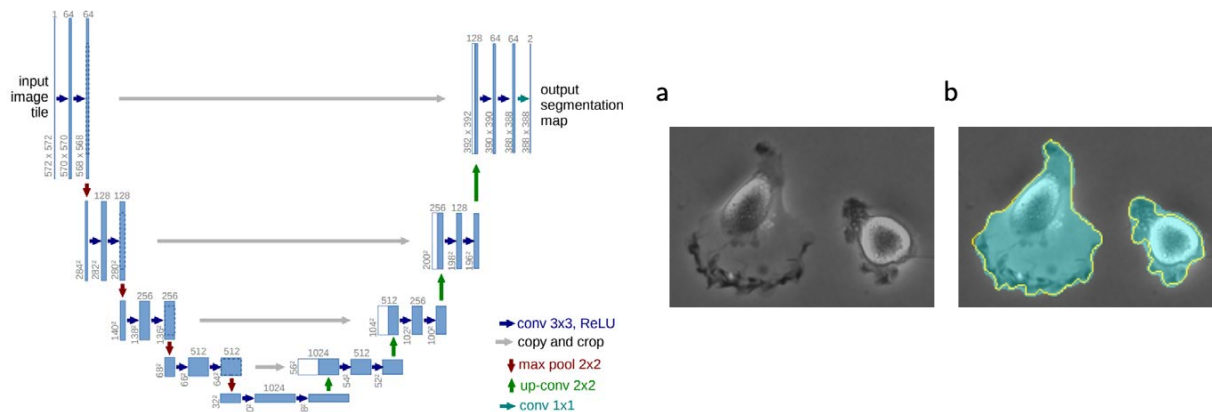 1 64 64
input
image
tile
572 x 572
570 x 570
568 x 568
128 64 64 2
output
segmentation
map
392 x 392
390 x 390
388 x 388
388 x 388
a
b
128 128
284²
282²
280²
256 128
200²
198²
196²
256 256
140²
138²
136²
512 256
104²
102²
100²
512 512
68²
66²
64²
1024 512
56²
54²
52²
1024
32²
conv 3x3, ReLU
copy and crop
max pool 2x2
up-conv 2x2
conv 1x1